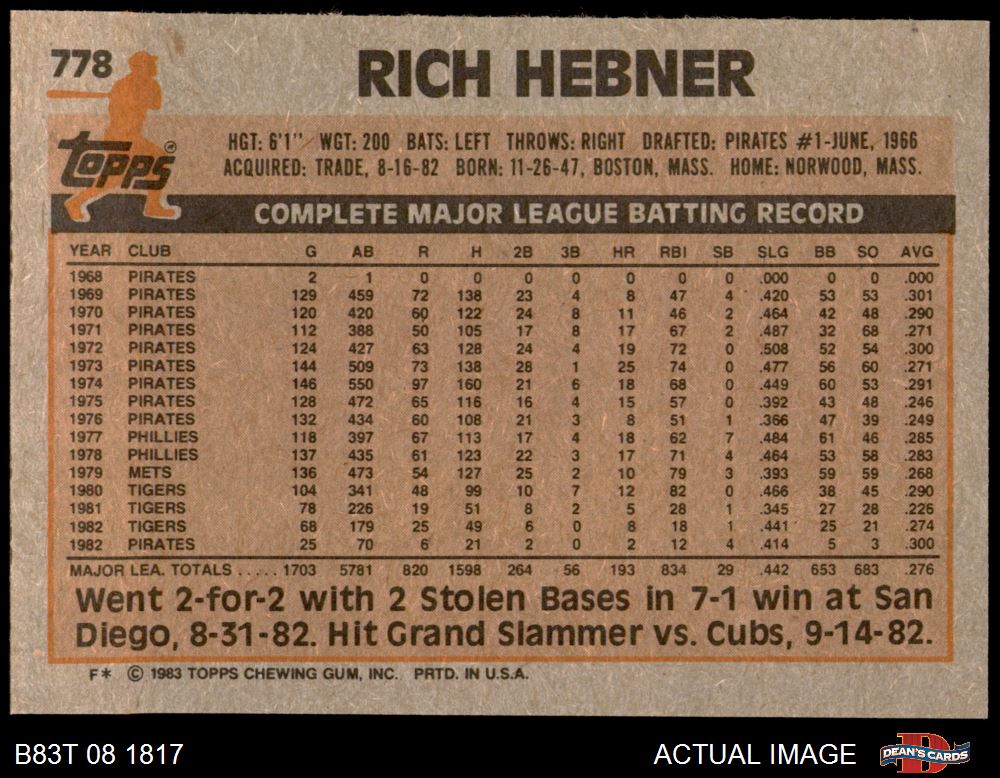 778
RICH HEBNER
Topps
HGT: 6'1" WGT: 200 BATS: LEFT THROWS: RIGHT DRAFTED: PIRATES #1-JUNE, 1966
ACQUIRED: TRADE, 8-16-82 BORN: 11-26-47, BOSTON, MASS. HOME: NORWOOD, MASS.
COMPLETE MAJOR LEAGUE BATTING RECORD
YEAR CLUB G AB R H 2B 3B HR RBI SB SLG BB SO AVG
1968 PIRATES 2 1 0 0 0 0 0 0 0 .000 0 0 .000
1969 PIRATES 129 459 72 138 23 4 8 47 4 .420 53 53 .301
1970 PIRATES 120 420 60 122 24 8 11 46 2 .464 42 48 .290
1971 PIRATES 112 388 50 105 17 8 17 67 2 .487 32 68 .271
1972 PIRATES 124 427 63 128 24 4 19 72 0 .508 52 54 .300
1973 PIRATES 144 509 73 138 28 1 25 74 0 .477 56 60 .271
1974 PIRATES 146 550 97 160 21 6 18 68 0 .449 60 53 .291
1975 PIRATES 128 472 65 116 16 4 15 57 0 .392 43 48 .246
1976 PIRATES 132 434 60 108 21 3 8 51 1 .366 47 39 .249
1977 PHILLIES 118 397 67 113 17 4 18 62 7 .484 61 46 .285
1978 PHILLIES 137 435 61 123 22 3 17 71 4 .464 53 58 .283
1979 METS 136 473 54 127 25 2 10 79 3 .393 59 59 .268
1980 TIGERS 104 341 48 99 10 7 12 82 0 .466 38 45 .290
1981 TIGERS 78 226 19 51 8 2 5 28 1 .345 27 28 .226
1982 TIGERS 68 179 25 49 6 0 8 18 1 .441 25 21 .274
1982 PIRATES 25 70 6 21 2 0 2 12 4 .414 5 3 .300
MAJOR LEA. TOTALS ..... 1703 5781 820 1598 264 56 193 834 29 .442 653 683 .276
Went 2-for-2 with 2 Stolen Bases in 7-1 win at San
Diego, 8-31-82. Hit Grand Slammer vs. Cubs, 9-14-82.
F* © 1983 TOPPS CHEWING GUM, INC. PRTD. IN U.S.A.
B83T 08 1817 ACTUAL IMAGE DEAN'S CARDS